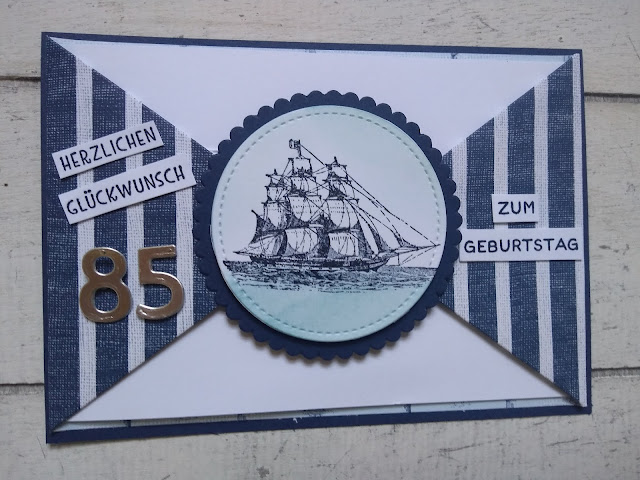 HERZLICHEN
GLÜCKWUNSCH
85
ZUM
GEBURTSTAG